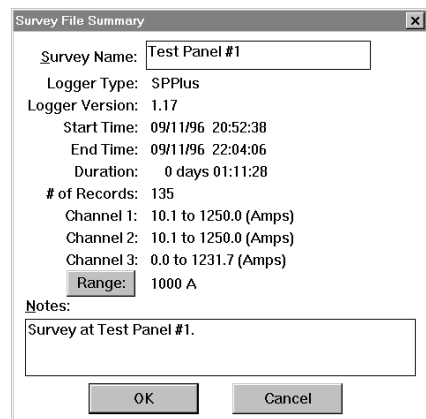 Survey File Summary
Survey Name: Test Panel #1
Logger Type: SPPlus
Logger Version: 1.17
Start Time: 09/11/96 20:52:38
End Time: 09/11/96 22:04:06
Duration: 0 days 01:11:28
# of Records: 135
Channel 1: 10.1 to 1250.0 (Amps)
Channel 2: 10.1 to 1250.0 (Amps)
Channel 3: 0.0 to 1231.7 (Amps)
Range: 1000 A
Notes:
Survey at Test Panel #1.
OK Cancel